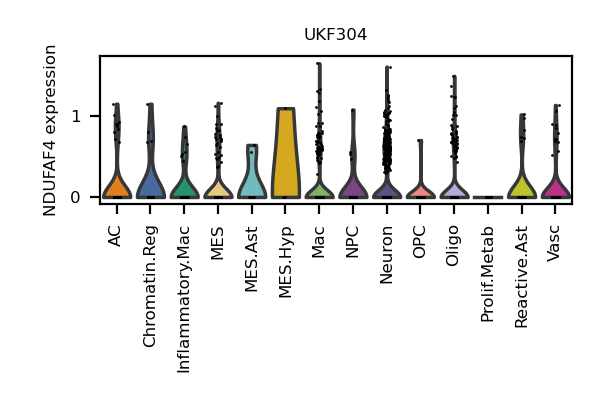 UKF304
NDUFAF4 expression
1
0
AC
Chromatin.Reg
Inflammatory.Mac
MES
MES.Ast
MES.Hyp
Mac
NPC
Neuron
OPC
Oligo
Prolif.Metab
Reactive.Ast
Vasc